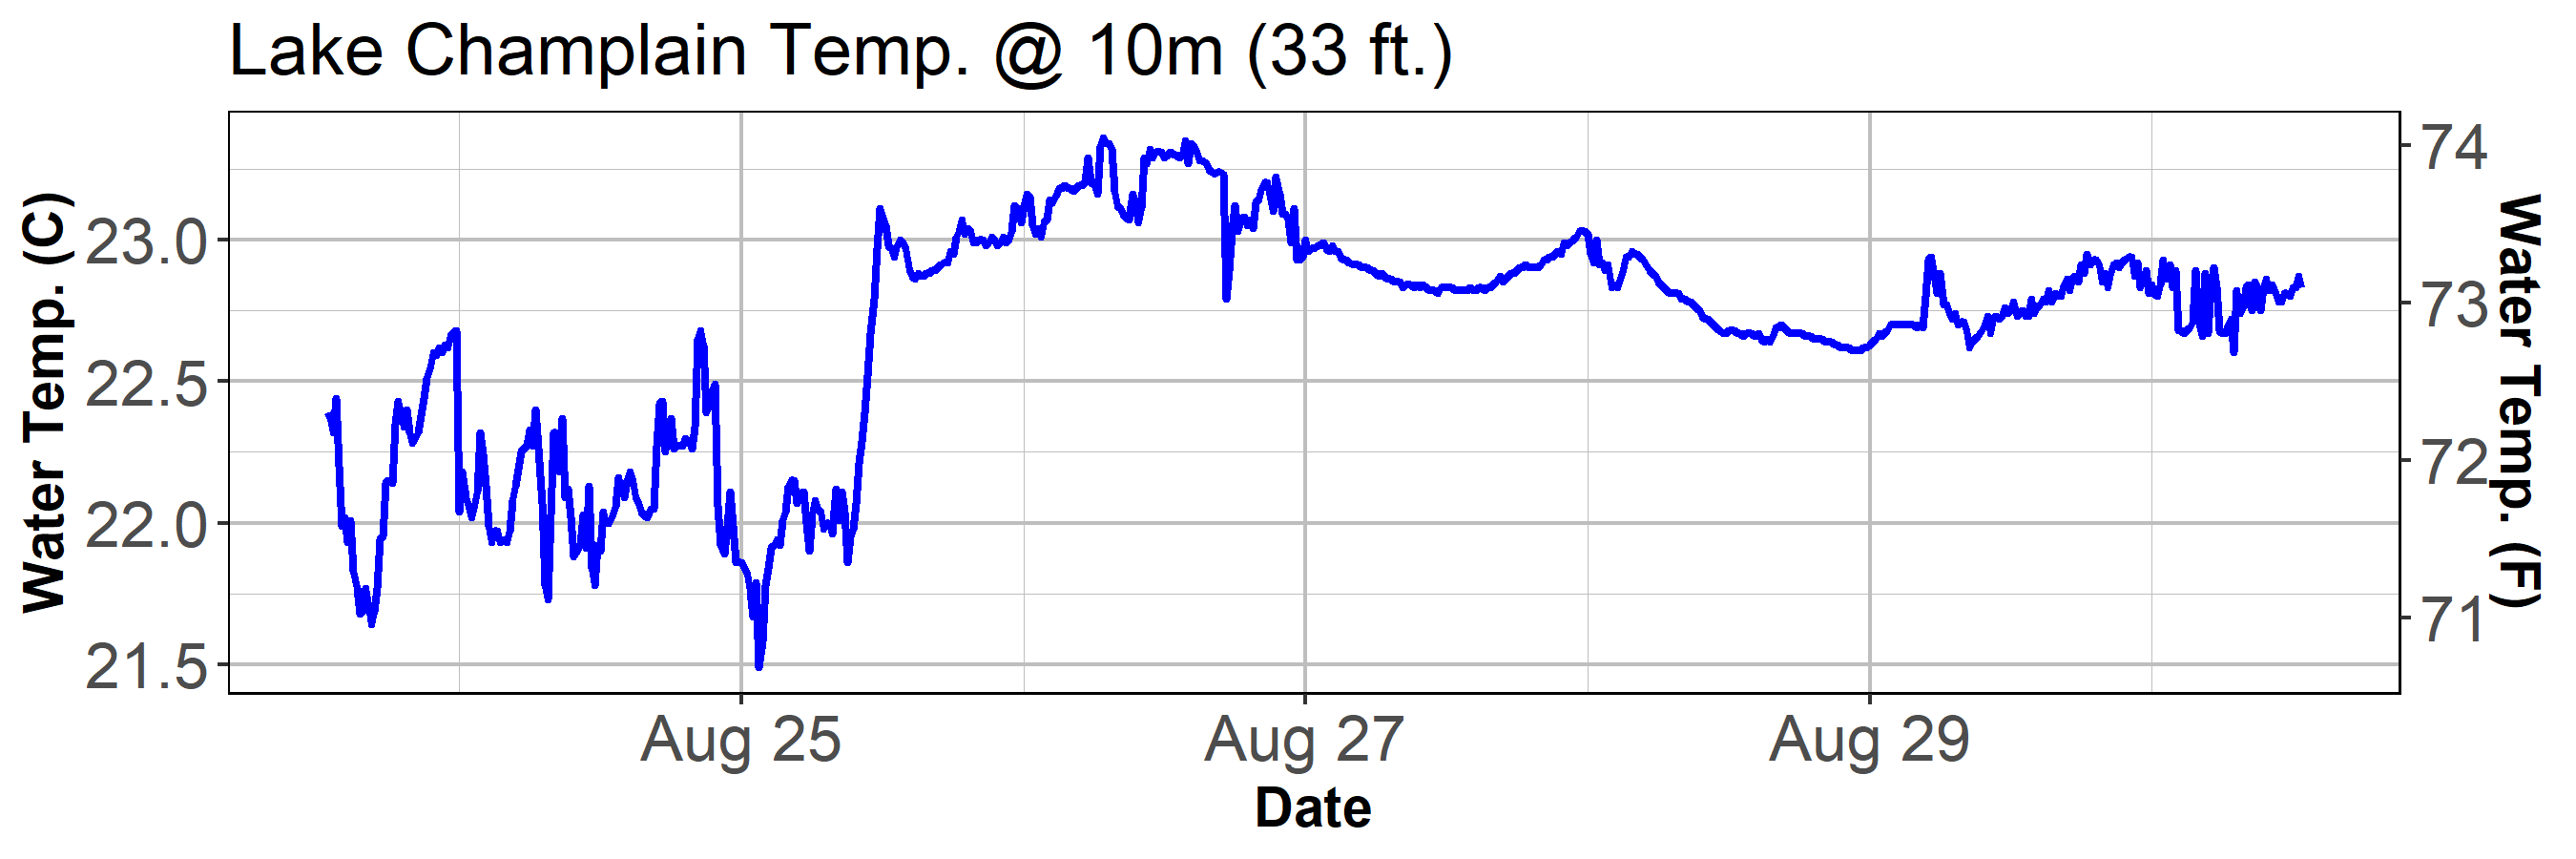 Lake Champlain Temp. @ 10m (33 ft.)
Water Temp. (C)
23.0
22.5
22.0
21.5
74
73
72
71
Water Temp. (F)
Aug 25
Aug 27
Aug 29
Date